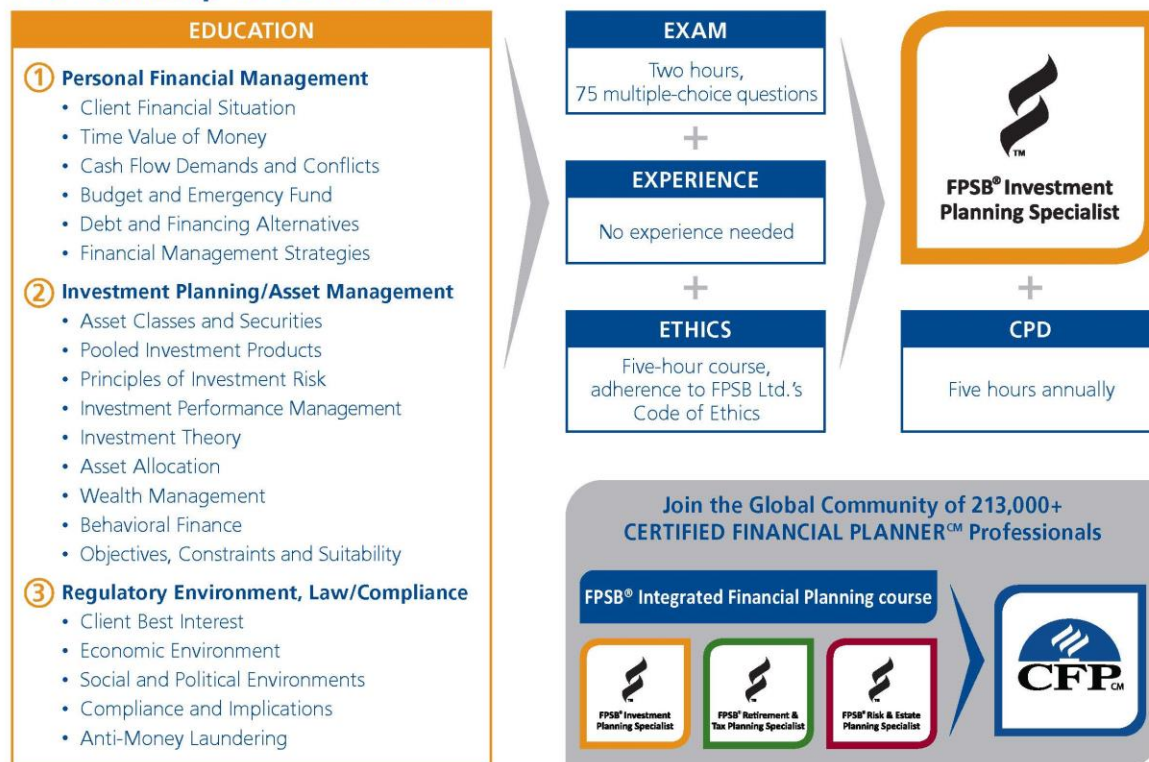 EDUCATION
1 Personal Financial Management
• Client Financial Situation
• Time Value of Money
• Cash Flow Demands and Conflicts
• Budget and Emergency Fund
• Debt and Financing Alternatives
• Financial Management Strategies
2 Investment Planning/Asset Management
• Asset Classes and Securities
• Pooled Investment Products
• Principles of Investment Risk
• Investment Performance Management
• Investment Theory
• Asset Allocation
• Wealth Management
• Behavioral Finance
• Objectives, Constraints and Suitability
3 Regulatory Environment, Law/Compliance
• Client Best Interest
• Economic Environment
• Social and Political Environments
• Compliance and Implications
• Anti-Money Laundering
EXAM
Two hours,
75 multiple-choice questions
+
EXPERIENCE
No experience needed
+
ETHICS
Five-hour course,
adherence to FPSB Ltd.'s
Code of Ethics
TM
FPSB® Investment
Planning Specialist
+
CPD
Five hours annually
Join the Global Community of 213,000+
CERTIFIED FINANCIAL PLANNER℠ Professionals
FPSB® Integrated Financial Planning course
TM
FPSB® Investment
Planning Specialist
TM
FPSB® Retirement &
Tax Planning Specialist
TM
FPSB® Risk & Estate
Planning Specialist
CFP CM